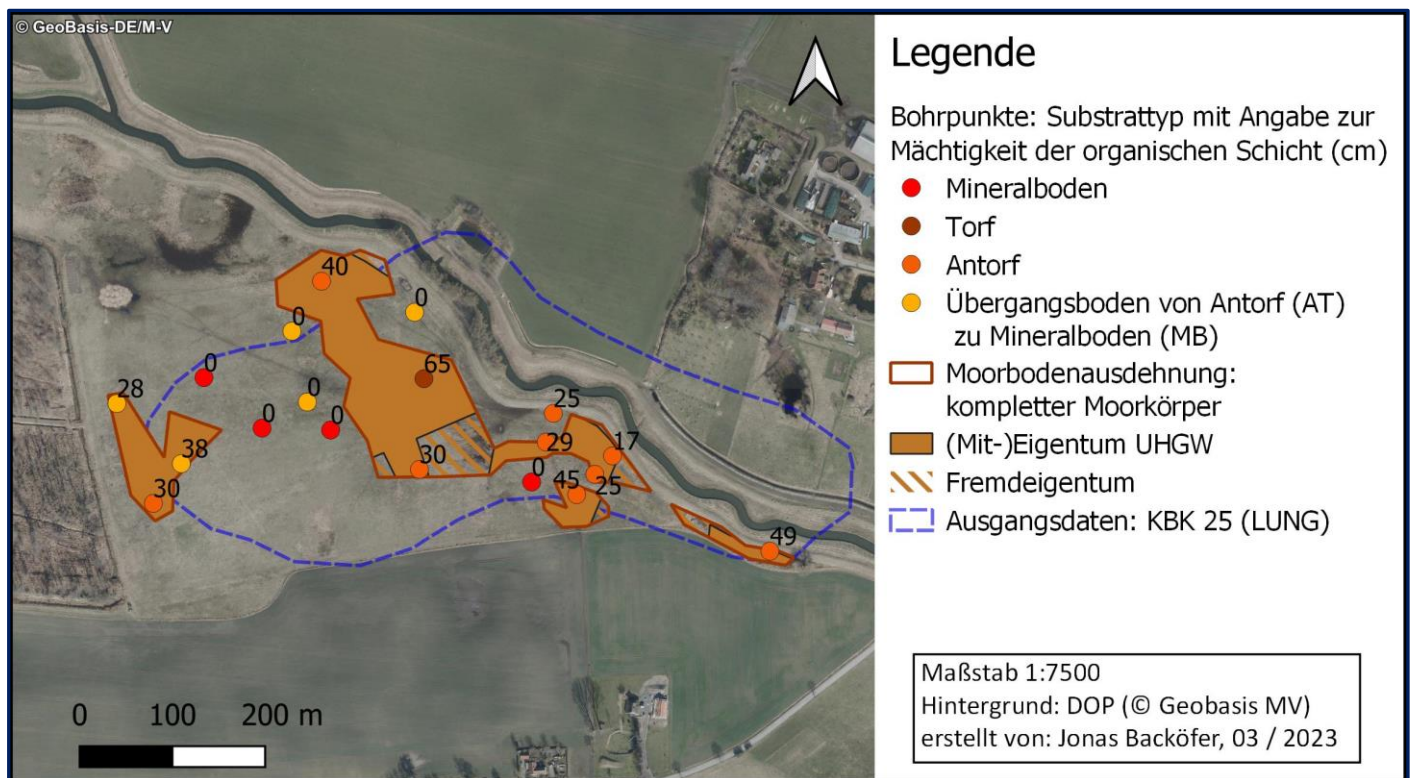 © GeoBasis-DE/M-V
40
0
0
65
0
28
0
0
0
25
38
29
17
30
30
0
45
25
49
0 100 200 m
Legende
Bohrpunkte: Substrattyp mit Angabe zur
Mächtigkeit der organischen Schicht (cm)
Mineralboden
Torf
Antorf
Übergangsboden von Antorf (AT)
zu Mineralboden (MB)
Moorbodenausdehnung:
kompletter Moorkörper
(Mit-)Eigentum UHGW
Fremdeigentum
Ausgangsdaten: KBK 25 (LUNG)
Maßstab 1:7500
Hintergrund: DOP (© Geobasis MV)
erstellt von: Jonas Backöfer, 03 / 2023